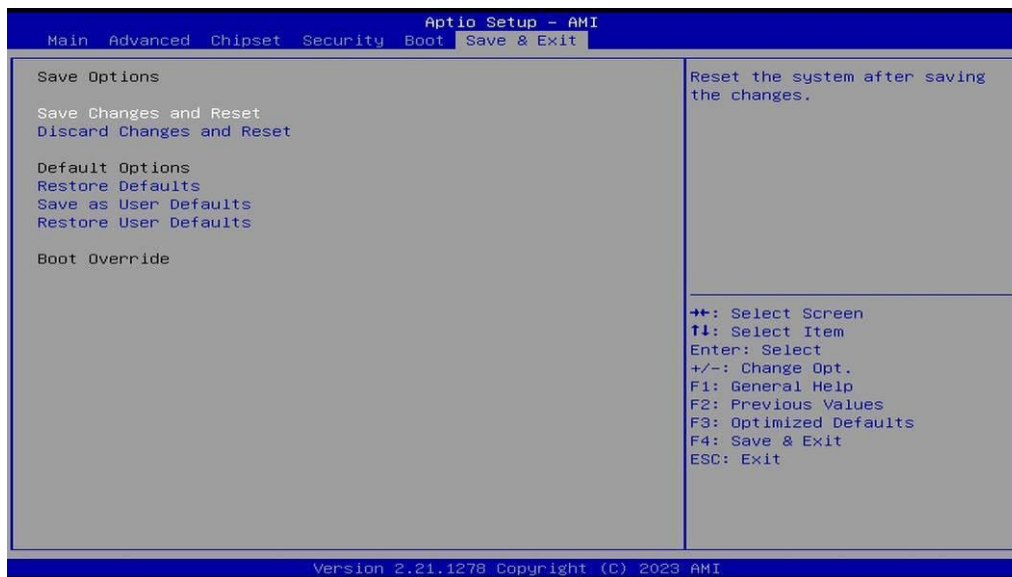 Aptio Setup – AMI
Main Advanced Chipset Security Boot Save & Exit
Save Options
Save Changes and Reset
Discard Changes and Reset
Default Options
Restore Defaults
Save as User Defaults
Restore User Defaults
Boot Override
Reset the system after saving
the changes.
→←: Select Screen
↑↓: Select Item
Enter: Select
+/-: Change Opt.
F1: General Help
F2: Previous Values
F3: Optimized Defaults
F4: Save & Exit
ESC: Exit
Version 2.21.1278 Copyright (C) 2023 AMI